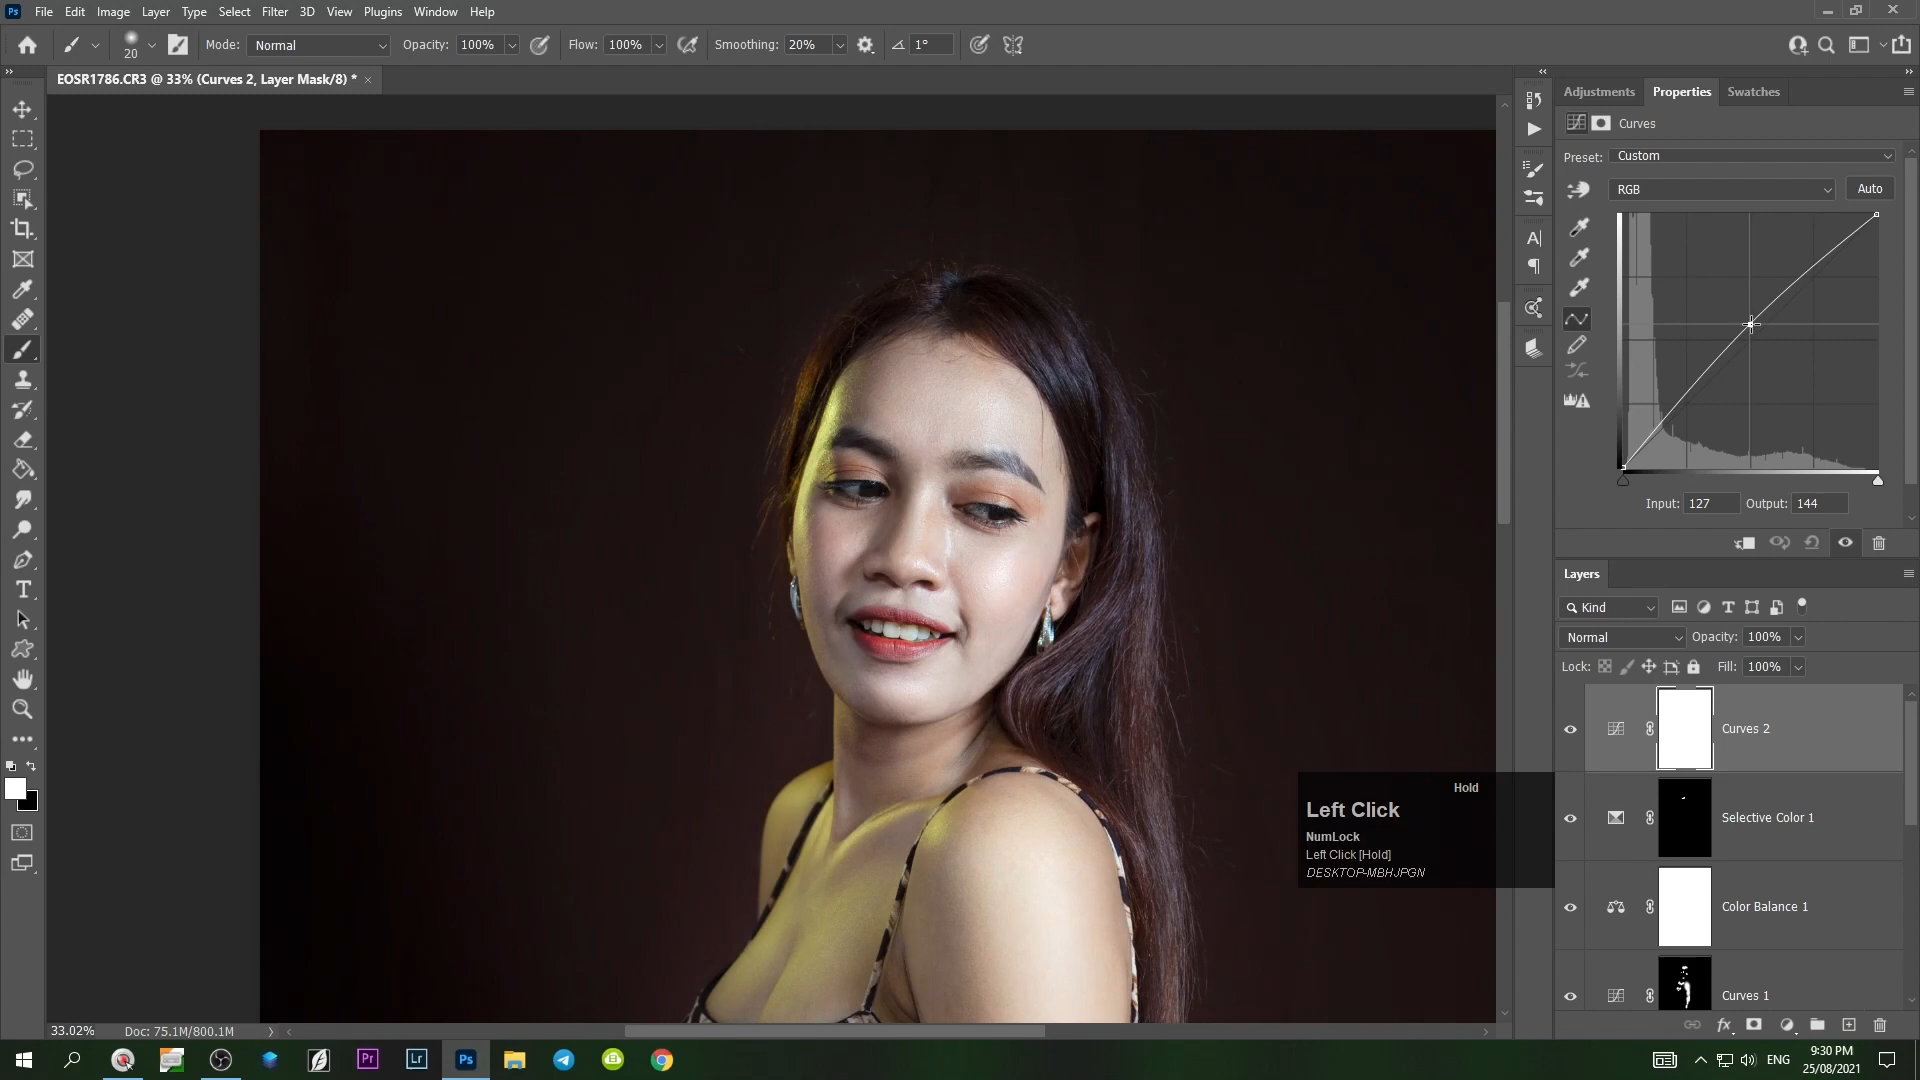 Ps File Edit Image Layer Type Select Filter 3D View Plugins Window Help
20 Mode: Normal Opacity: 100% Flow: 100% Smoothing: 20% 1°
EOSR1786.CR3 @ 33% (Curves 2, Layer Mask/8) * ×
Adjustments Properties Swatches
Curves
Preset: Custom
RGB Auto
Input: 127 Output: 144
Layers
Kind
Normal Opacity: 100%
Lock: Fill: 100%
Curves 2
Selective Color 1
Color Balance 1
Curves 1
Hold
Left Click
NumLock
Left Click [Hold]
DESKTOP-MBHJPGN
33.02% Doc: 75.1M/800.1M
Pr Lr Ps
ENG 9:30 PM
25/08/2021